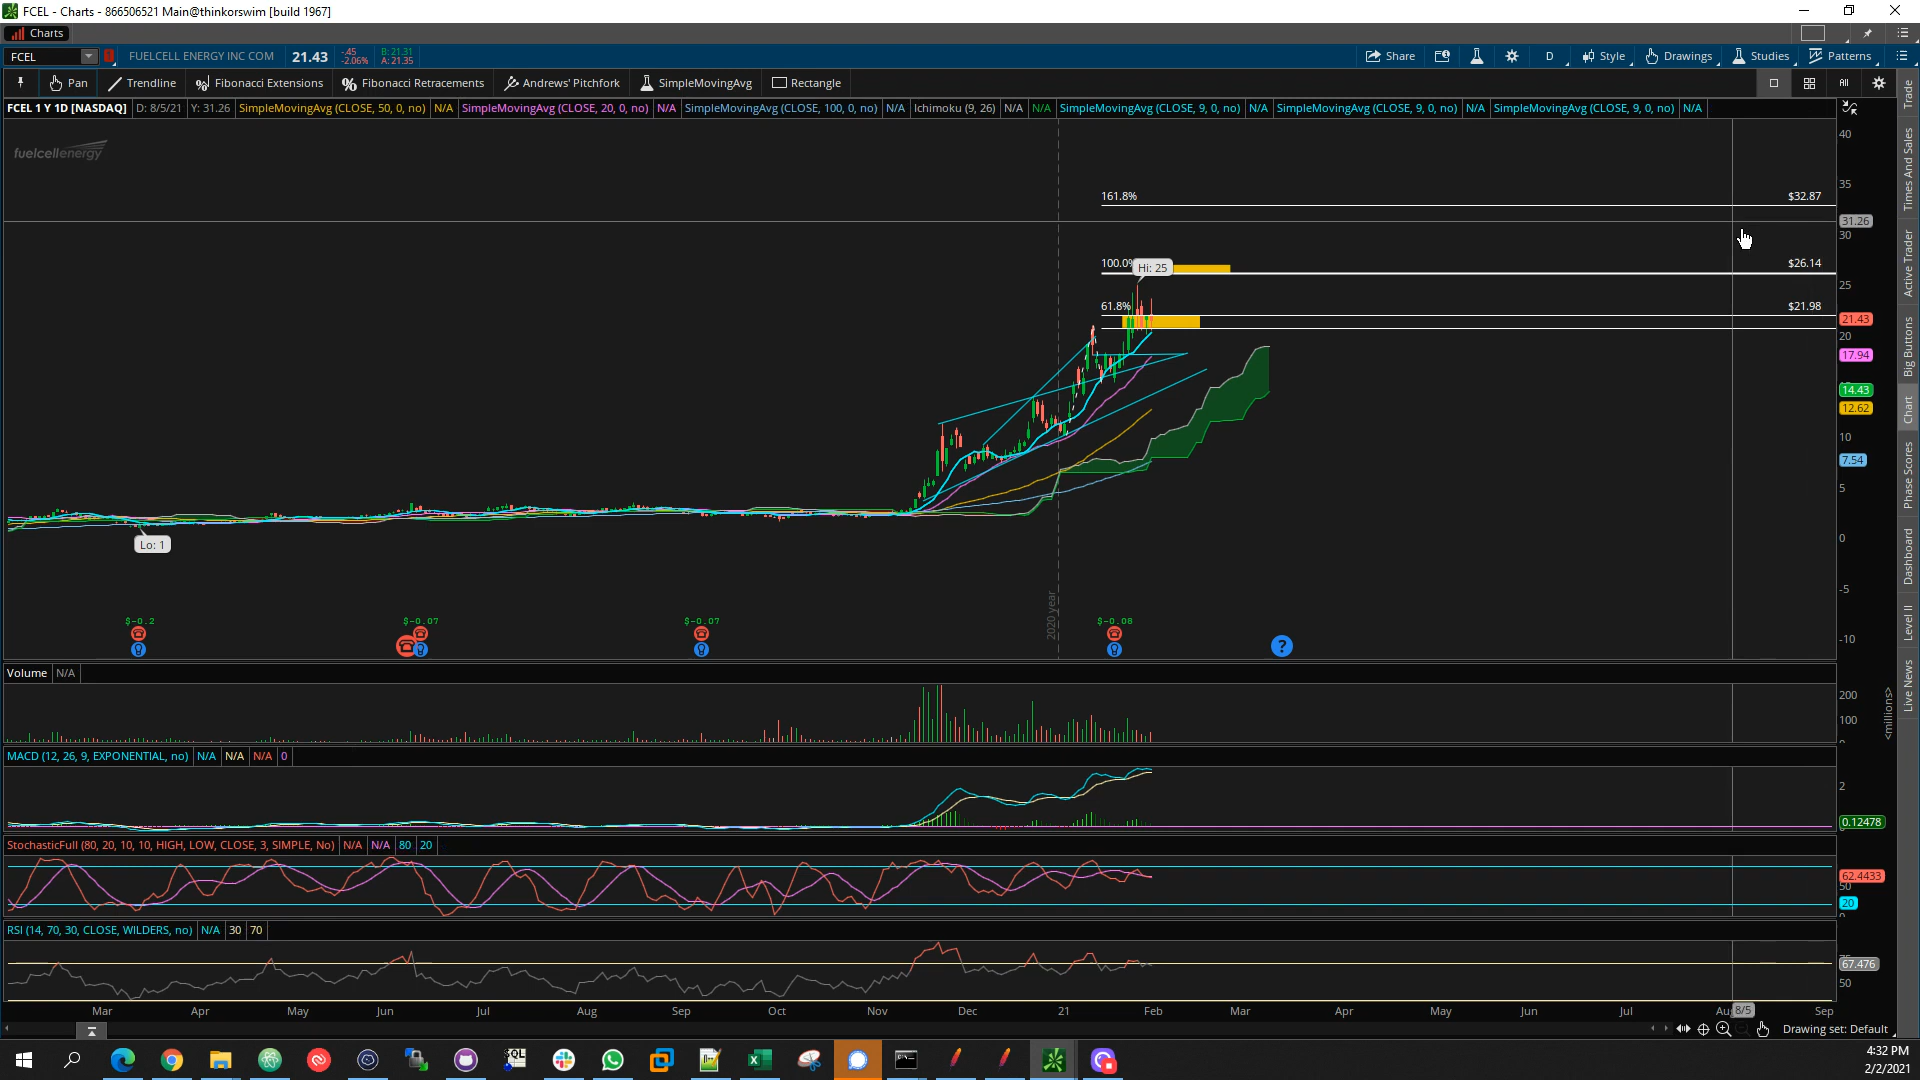 FCEL - Charts - 866506521 Main@thinkorswim [build 1967]
Charts
FCEL FUELCELL ENERGY INC COM 21.43 -.45 -2.06% B: 21.31 A: 21.35 Share D Style Drawings Studies Patterns
Pan Trendline Fibonacci Extensions Fibonacci Retracements Andrews' Pitchfork SimpleMovingAvg Rectangle All
FCEL 1 Y 1D [NASDAQ] D: 8/5/21 Y: 31.26 SimpleMovingAvg (CLOSE, 50, 0, no) N/A SimpleMovingAvg (CLOSE, 20, 0, no) N/A SimpleMovingAvg (CLOSE, 100, 0, no) N/A Ichimoku (9, 26) N/A N/A SimpleMovingAvg (CLOSE, 9, 0, no) N/A SimpleMovingAvg (CLOSE, 9, 0, no) N/A SimpleMovingAvg (CLOSE, 9, 0, no) N/A
fuelcellenergy
40
35
161.8% $32.87
31.26
30
100.0% Hi: 25 $26.14
25
61.8% $21.98
21.43
20
17.94
14.43
12.62
10
7.54
5
0
Lo: 1
-5
-10
2020 year
$-0.2 $-0.07 $-0.07 $-0.08
?
Volume N/A
200
100
<millions>
MACD (12, 26, 9, EXPONENTIAL, no) N/A N/A N/A 0
2
0.12478
StochasticFull (80, 20, 10, 10, HIGH, LOW, CLOSE, 3, SIMPLE, No) N/A N/A 80 20
62.4433
50
20
RSI (14, 70, 30, CLOSE, WILDERS, no) N/A 30 70
67.476
50
Mar Apr May Jun Jul Aug Sep Oct Nov Dec 21 Feb Mar Apr May Jun Jul Au 8/5 Sep
Drawing set: Default
Trade
Times And Sales
Active Trader
Big Buttons
Chart
Phase Scores
Dashboard
Level II
Live News
SQL
4:32 PM
2/2/2021